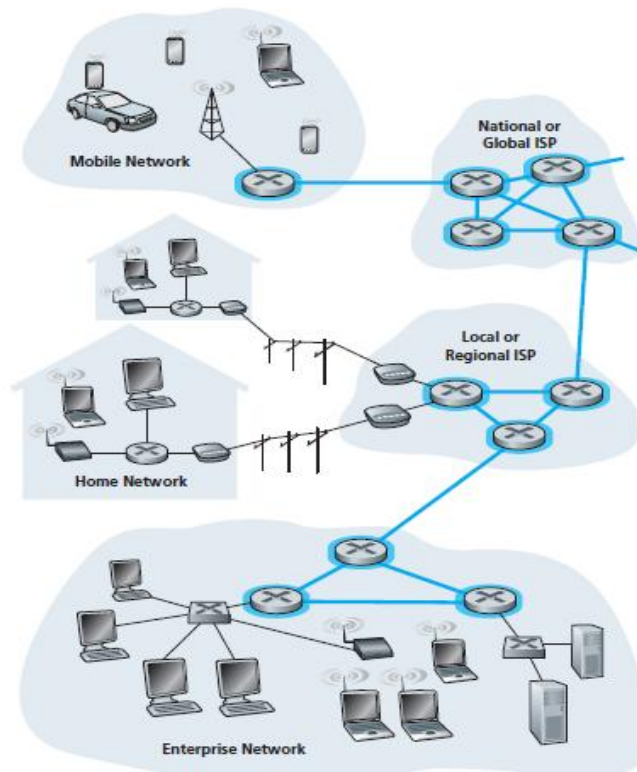 Mobile Network
National or
Global ISP
Local or
Regional ISP
Home Network
Enterprise Network